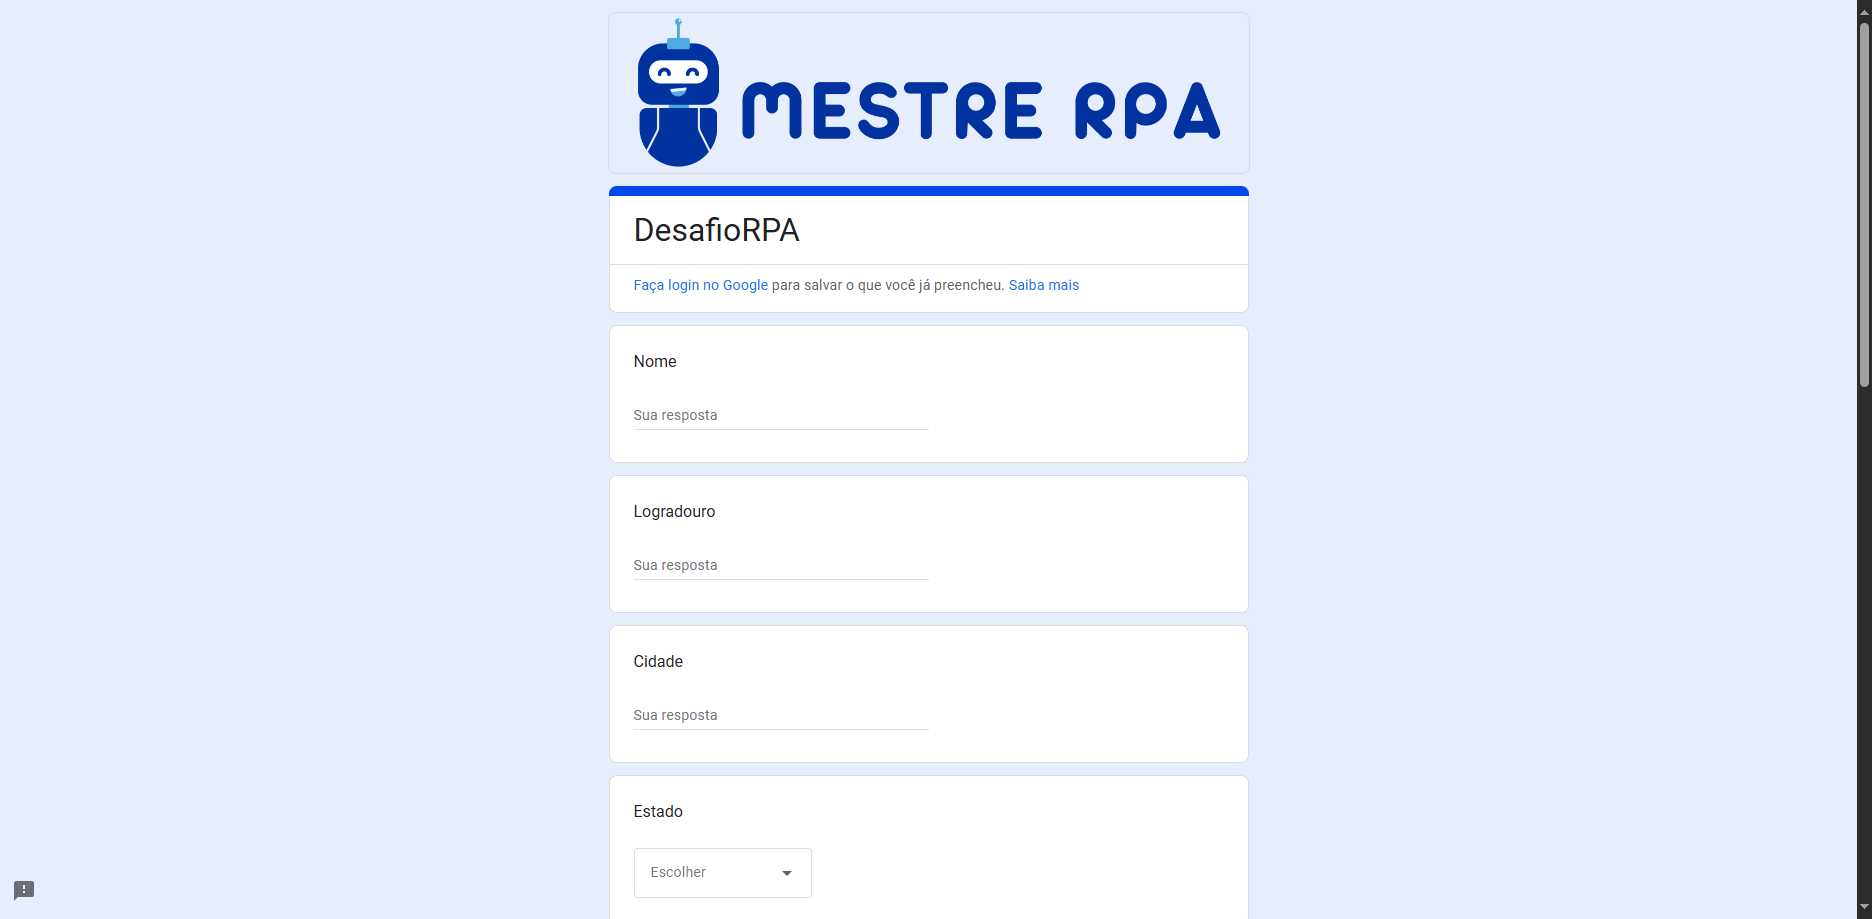 MESTRE RPA
DesafioRPA
Faça login no Google para salvar o que você já preencheu. Saiba mais
Nome
Sua resposta
Logradouro
Sua resposta
Cidade
Sua resposta
Estado
Escolher